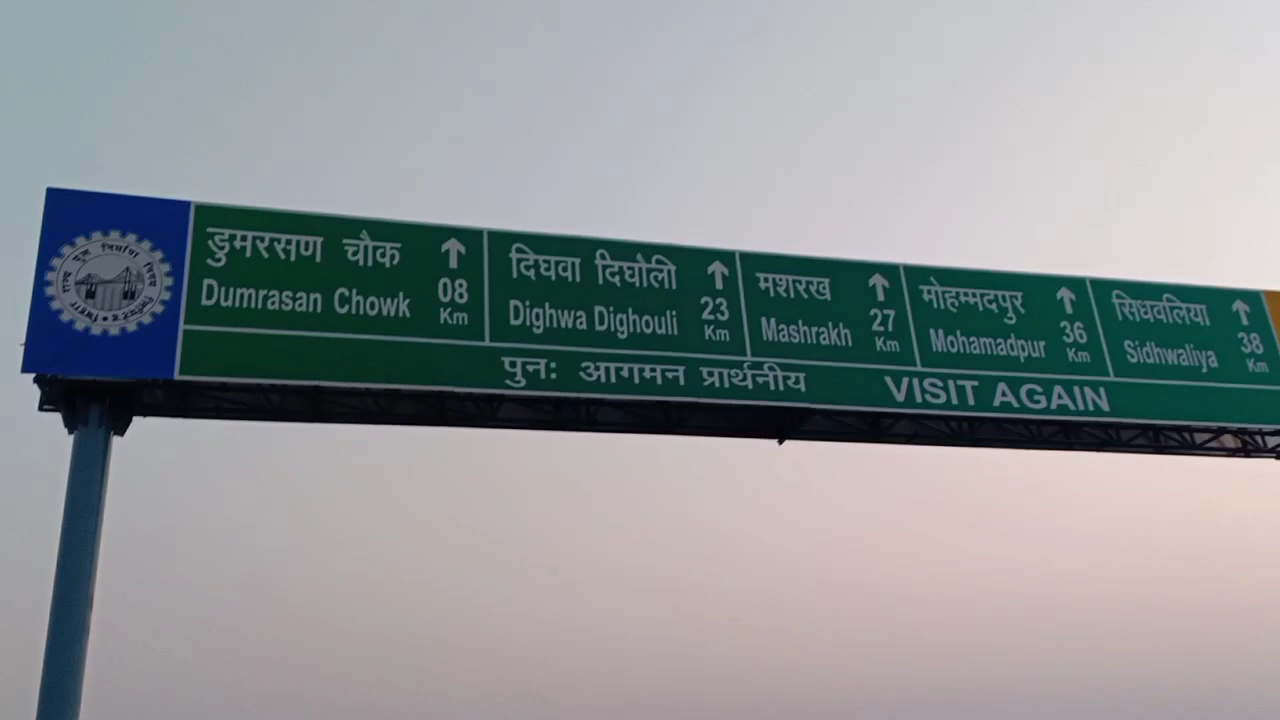 राज्य पुल निर्माण निगम
डुमरसण चौक
Dumrasan Chowk
08
Km
दिघवा दिघौली
Dighwa Dighouli
23
Km
मशरख
Mashrakh
27
Km
मोहम्मदपुर
Mohamadpur
36
Km
सिधवलिया
Sidhwaliya
38
Km
पुनः आगमन प्रार्थनीय VISIT AGAIN